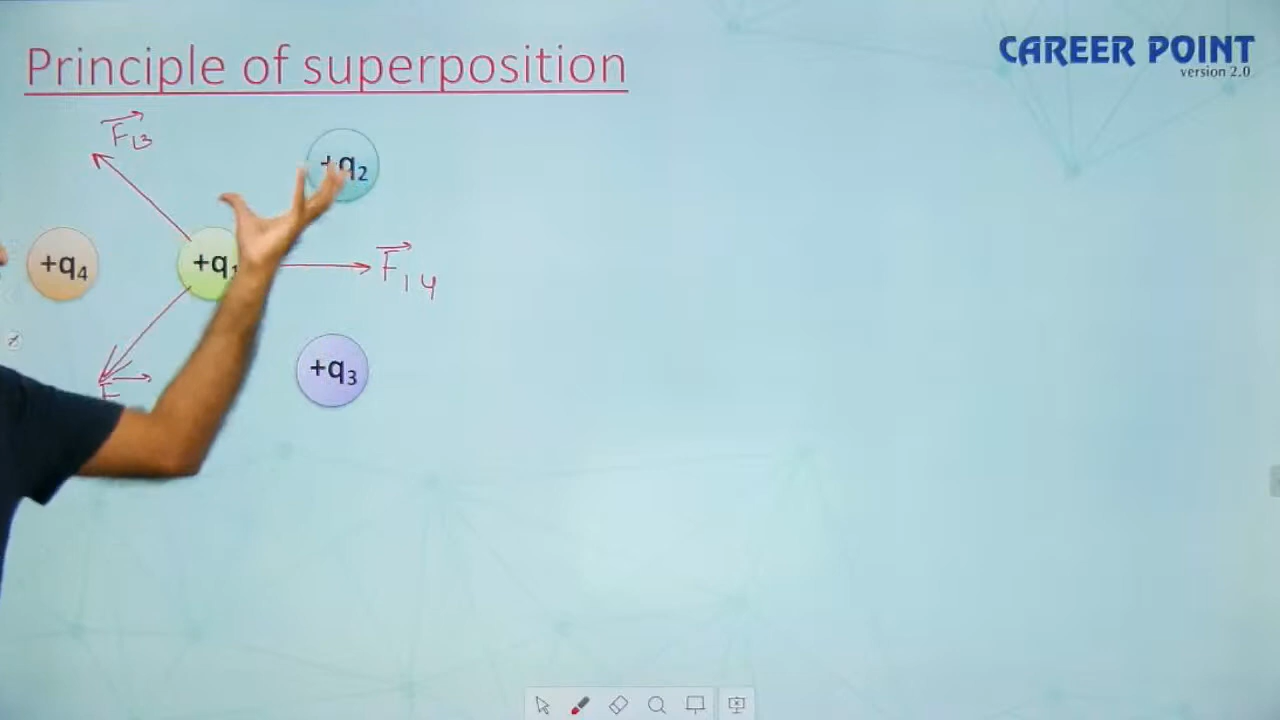 Principle of superposition
CAREER POINT
version 2.0
F13
+q2
+q4
+q1
F14
+q3
F